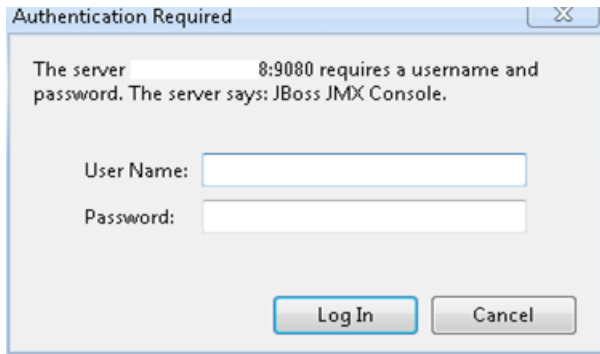 Authentication Required
The server 8:9080 requires a username and
password. The server says: JBoss JMX Console.
User Name:
Password:
Log In
Cancel